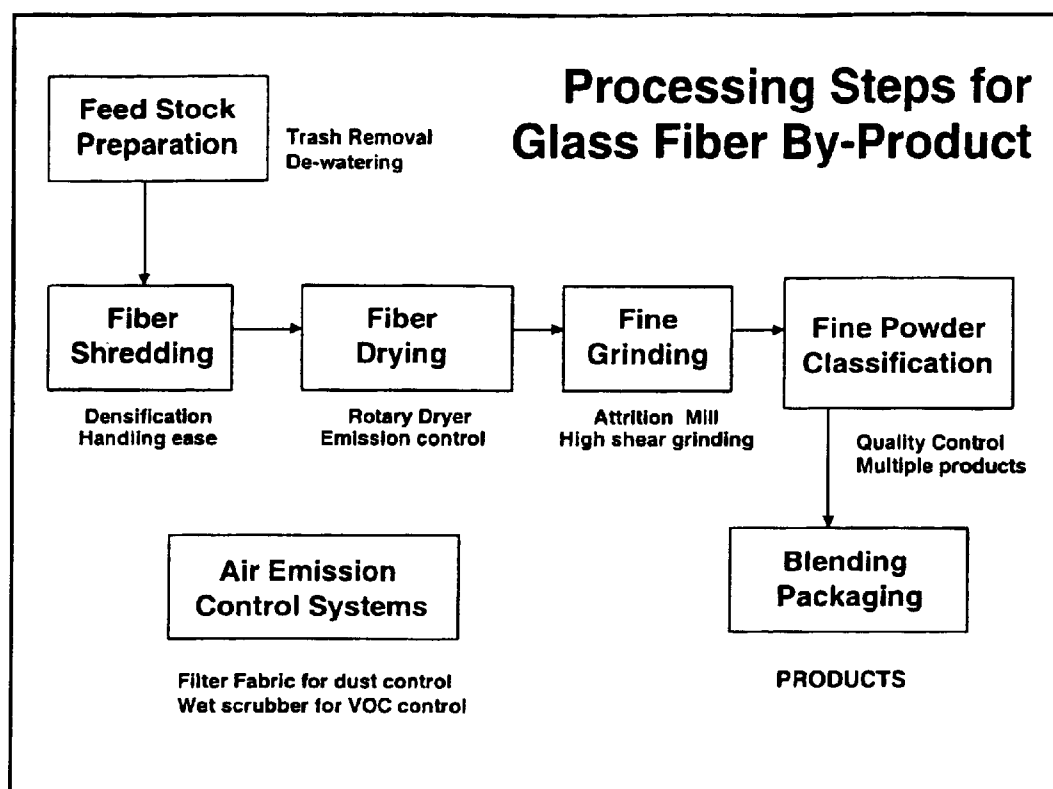 Processing Steps for
Glass Fiber By-Product
Feed Stock
Preparation
Trash Removal
De-watering
Fiber
Shredding
Densification
Handling ease
Fiber
Drying
Rotary Dryer
Emission control
Fine
Grinding
Attrition Mill
High shear grinding
Fine Powder
Classification
Quality Control
Multiple products
Blending
Packaging
PRODUCTS
Air Emission
Control Systems
Filter Fabric for dust control
Wet scrubber for VOC control